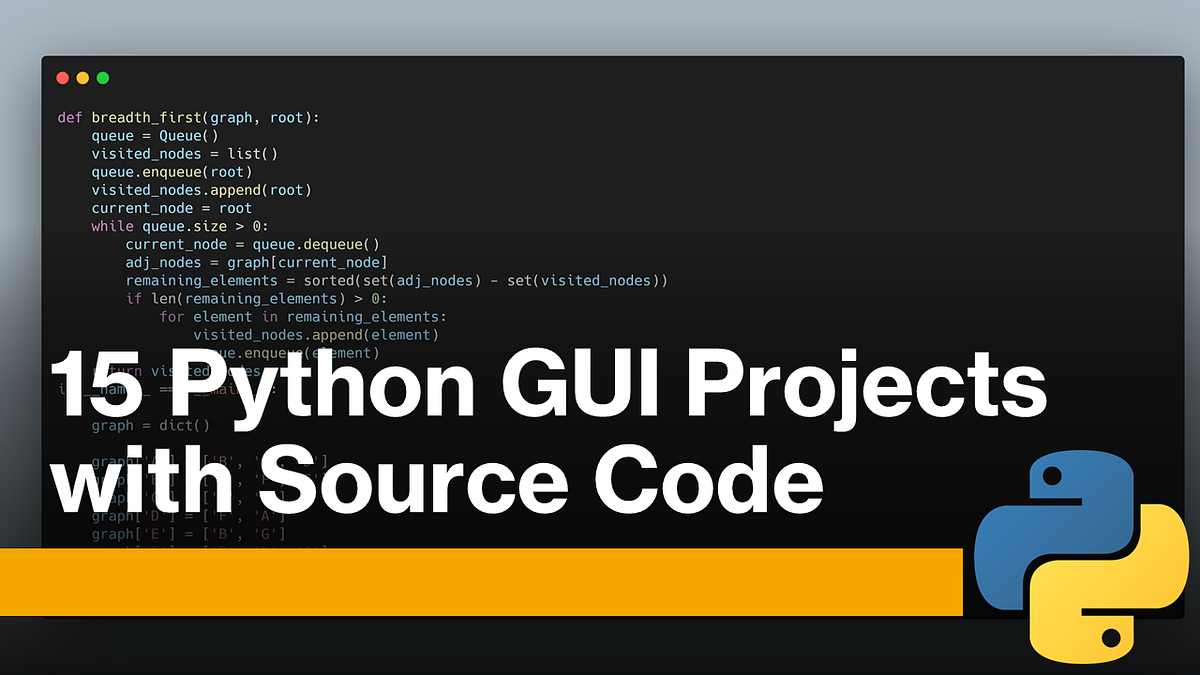 def breadth_first(graph, root):
queue = Queue()
visited_nodes = list()
queue.enqueue(root)
visited_nodes.append(root)
current_node = root
while queue.size > 0:
current_node = queue.dequeue()
adj_nodes = graph[current_node]
remaining_elements = sorted(set(adj_nodes) - set(visited_nodes))
if len(remaining_elements) > 0:
for element in remaining_elements:
visited_nodes.append(element)
15 Python GUI Projects
graph = dict()
with Source Code
graph['D'] = ['F', 'A']
graph['E'] = ['B', 'G']